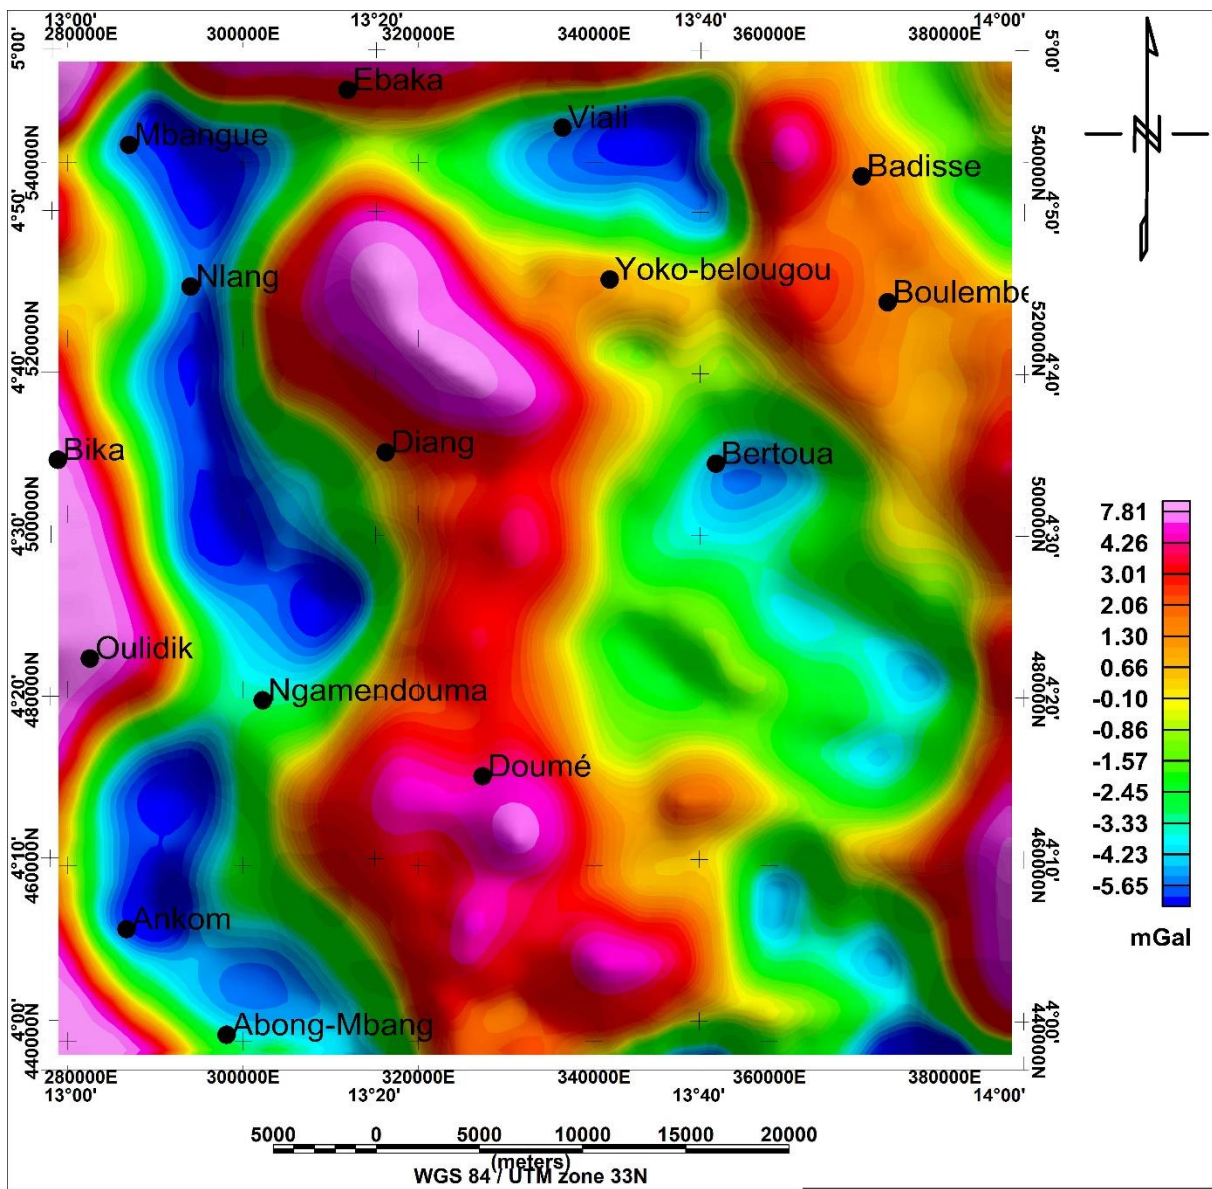 13°00' 13°20' 13°40' 14°00'
280000E 300000E 320000E 340000E 360000E 380000E
5°00' 5°00'
Ebaka
Viali
Mbangue
540000N 540000N
Badisse
4°50' 4°50'
Yoko-belougou
Nlang
Boulembe
520000N 520000N
4°40' 4°40'
Diang
Bika
Bertoua
500000N 500000N
4°30' 4°30'
7.81
4.26
3.01
2.06
1.30
0.66
-0.10
-0.86
-1.57
-2.45
-3.33
-4.23
-5.65
mGal
Oulidik
Ngamendouma
480000N 480000N
4°20' 4°20'
Doumé
4°10' 4°10'
460000N 460000N
Ankom
4°00' 4°00'
Abong-Mbang
440000N 440000N
280000E 300000E 320000E 340000E 360000E 380000E
13°00' 13°20' 13°40' 14°00'
5000 0 5000 10000 15000 20000
(meters)
WGS 84 / UTM zone 33N
N